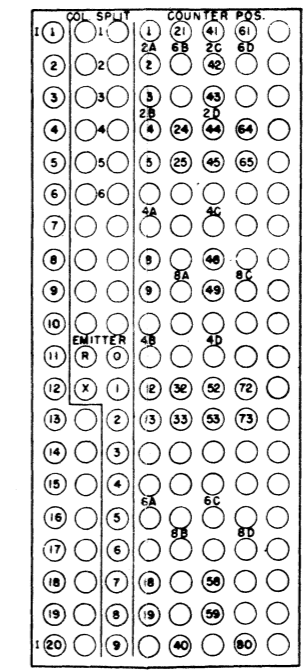 COL. SPLIT COUNTER POS.
I 1 1 1 21 41 61
2A 6B 2C 6D
2 2 2 42
3 3 3 43
2B 2D
4 4 4 24 44 64
5 5 5 25 45 65
6 6
4A 4C
7
8 8 48
8A 8C
9 9 49
10
EMITTER 4B 4D
11 R 0
12 X 1 12 32 52 72
13 2 13 33 53 73
14 3
15 4
6A 6C
16 5
8B 8D
17 6
18 7 18 58
19 8 19 59
I 20 9 40 80